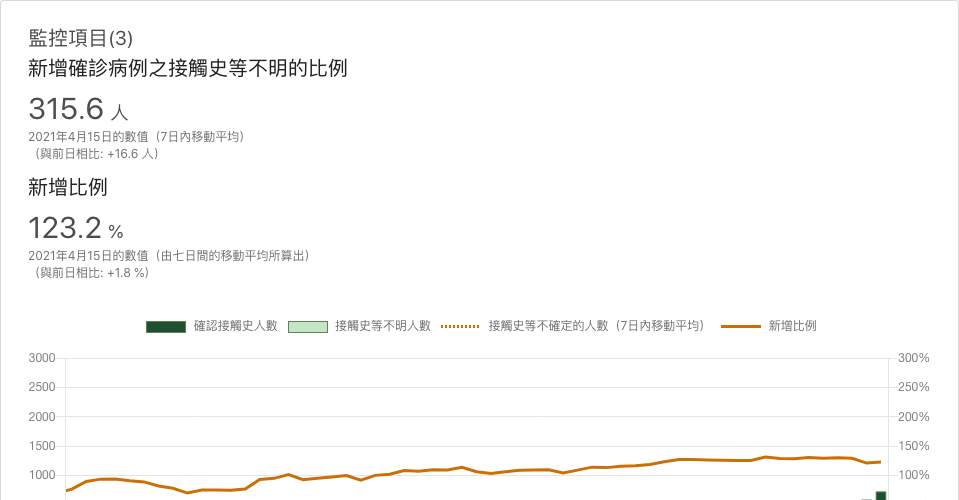 監控項目(3)
新增確診病例之接觸史等不明的比例
315.6 人
2021年4月15日的數值（7日內移動平均）
（與前日相比: +16.6 人）
新增比例
123.2 %
2021年4月15日的數值（由七日間的移動平均所算出）
（與前日相比: +1.8 %）
確認接觸史人數 接觸史等不明人數 接觸史等不確定的人數（7日內移動平均） 新增比例
3000 300%
2500 250%
2000 200%
1500 150%
1000 100%